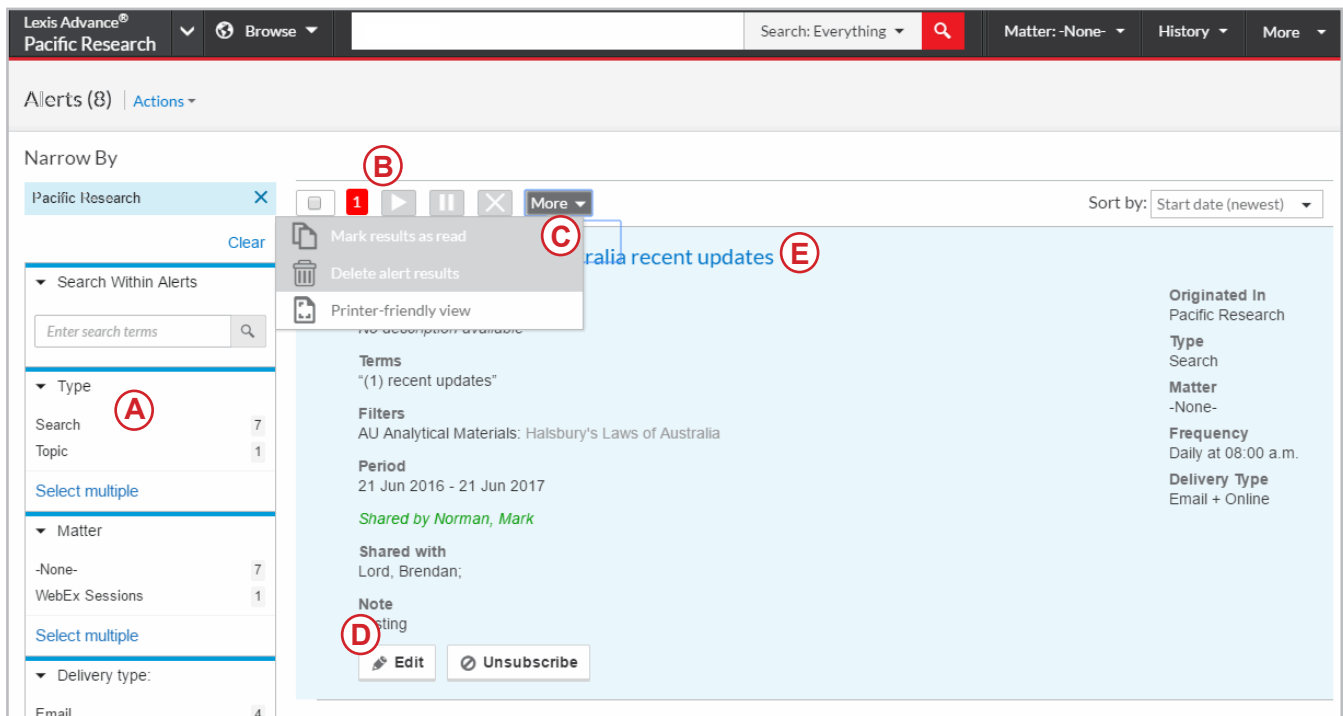 Lexis Advance®
Pacific Research
Browse
Search: Everything
Matter: -None-
History
More
Alerts (8)
Actions
Narrow By
Pacific Research
Clear
B
1
More
Sort by: Start date (newest)
Mark results as read
C
Delete alert results
Printer-friendly view
ralia recent updates
E
Search Within Alerts
Enter search terms
Type
A
Search 7
Topic 1
Select multiple
Matter
-None- 7
WebEx Sessions 1
Select multiple
Delivery type:
Email 4
No description available
Terms
“(1) recent updates”
Filters
AU Analytical Materials: Halsbury's Laws of Australia
Period
21 Jun 2016 - 21 Jun 2017
Shared by Norman, Mark
Shared with
Lord, Brendan;
Note
sting
D
Edit
Unsubscribe
Originated In
Pacific Research
Type
Search
Matter
-None-
Frequency
Daily at 08:00 a.m.
Delivery Type
Email + Online